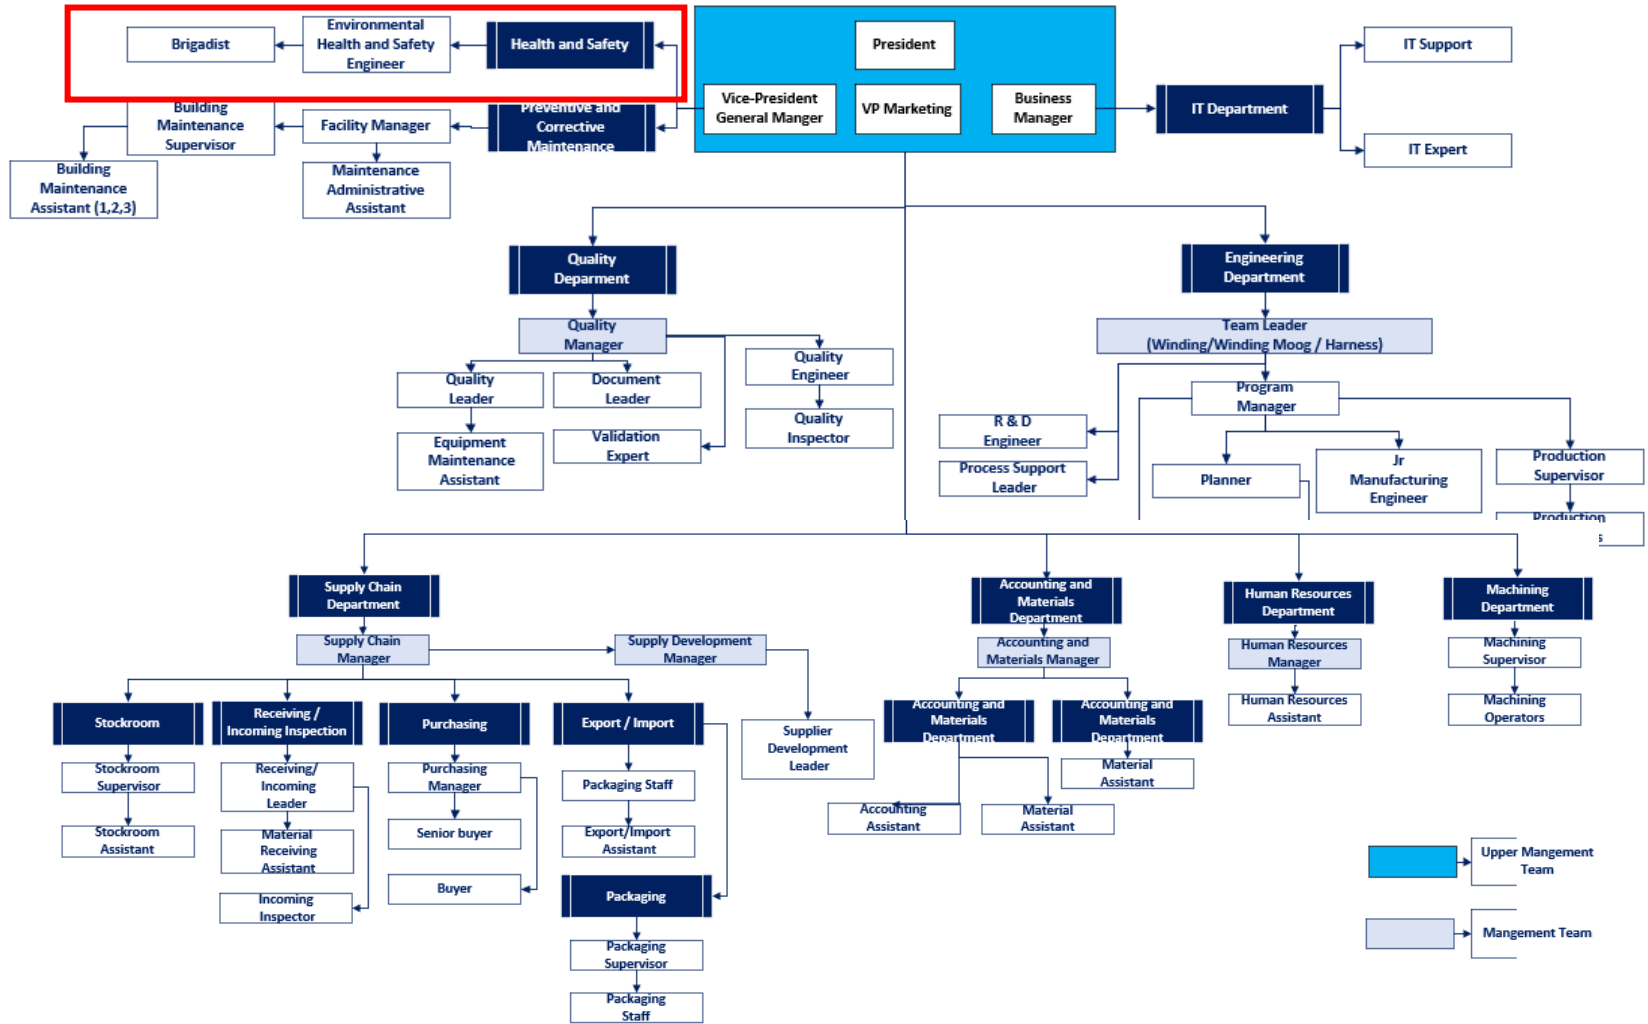 Brigadist
Environmental
Health and Safety
Engineer
Health and Safety
President
IT Support
Vice-President
General Manger
VP Marketing
Business
Manager
IT Department
Building
Maintenance
Supervisor
Facility Manager
Preventive and
Corrective
Maintenance
IT Expert
Building
Maintenance
Assistant (1,2,3)
Maintenance
Administrative
Assistant
Quality
Deparment
Engineering
Department
Quality
Manager
Team Leader
(Winding/Winding Moog / Harness)
Quality
Leader
Document
Leader
Quality
Engineer
Program
Manager
Equipment
Maintenance
Assistant
Validation
Expert
Quality
Inspector
R & D
Engineer
Process Support
Leader
Planner
Jr
Manufacturing
Engineer
Production
Supervisor
Production
s
Supply Chain
Department
Accounting and
Materials
Department
Human Resources
Department
Machining
Department
Supply Chain
Manager
Supply Development
Manager
Accounting and
Materials Manager
Human Resources
Manager
Machining
Supervisor
Stockroom
Receiving /
Incoming Inspection
Purchasing
Export / Import
Supplier
Development
Leader
Accounting and
Materials
Department
Accounting and
Materials
Department
Human Resources
Assistant
Machining
Operators
Stockroom
Supervisor
Receiving/
Incoming
Leader
Purchasing
Manager
Packaging Staff
Material
Assistant
Stockroom
Assistant
Material
Receiving
Assistant
Senior buyer
Export/Import
Assistant
Accounting
Assistant
Material
Assistant
Incoming
Inspector
Buyer
Packaging
Packaging
Supervisor
Packaging
Staff
Upper Mangement
Team
Mangement Team